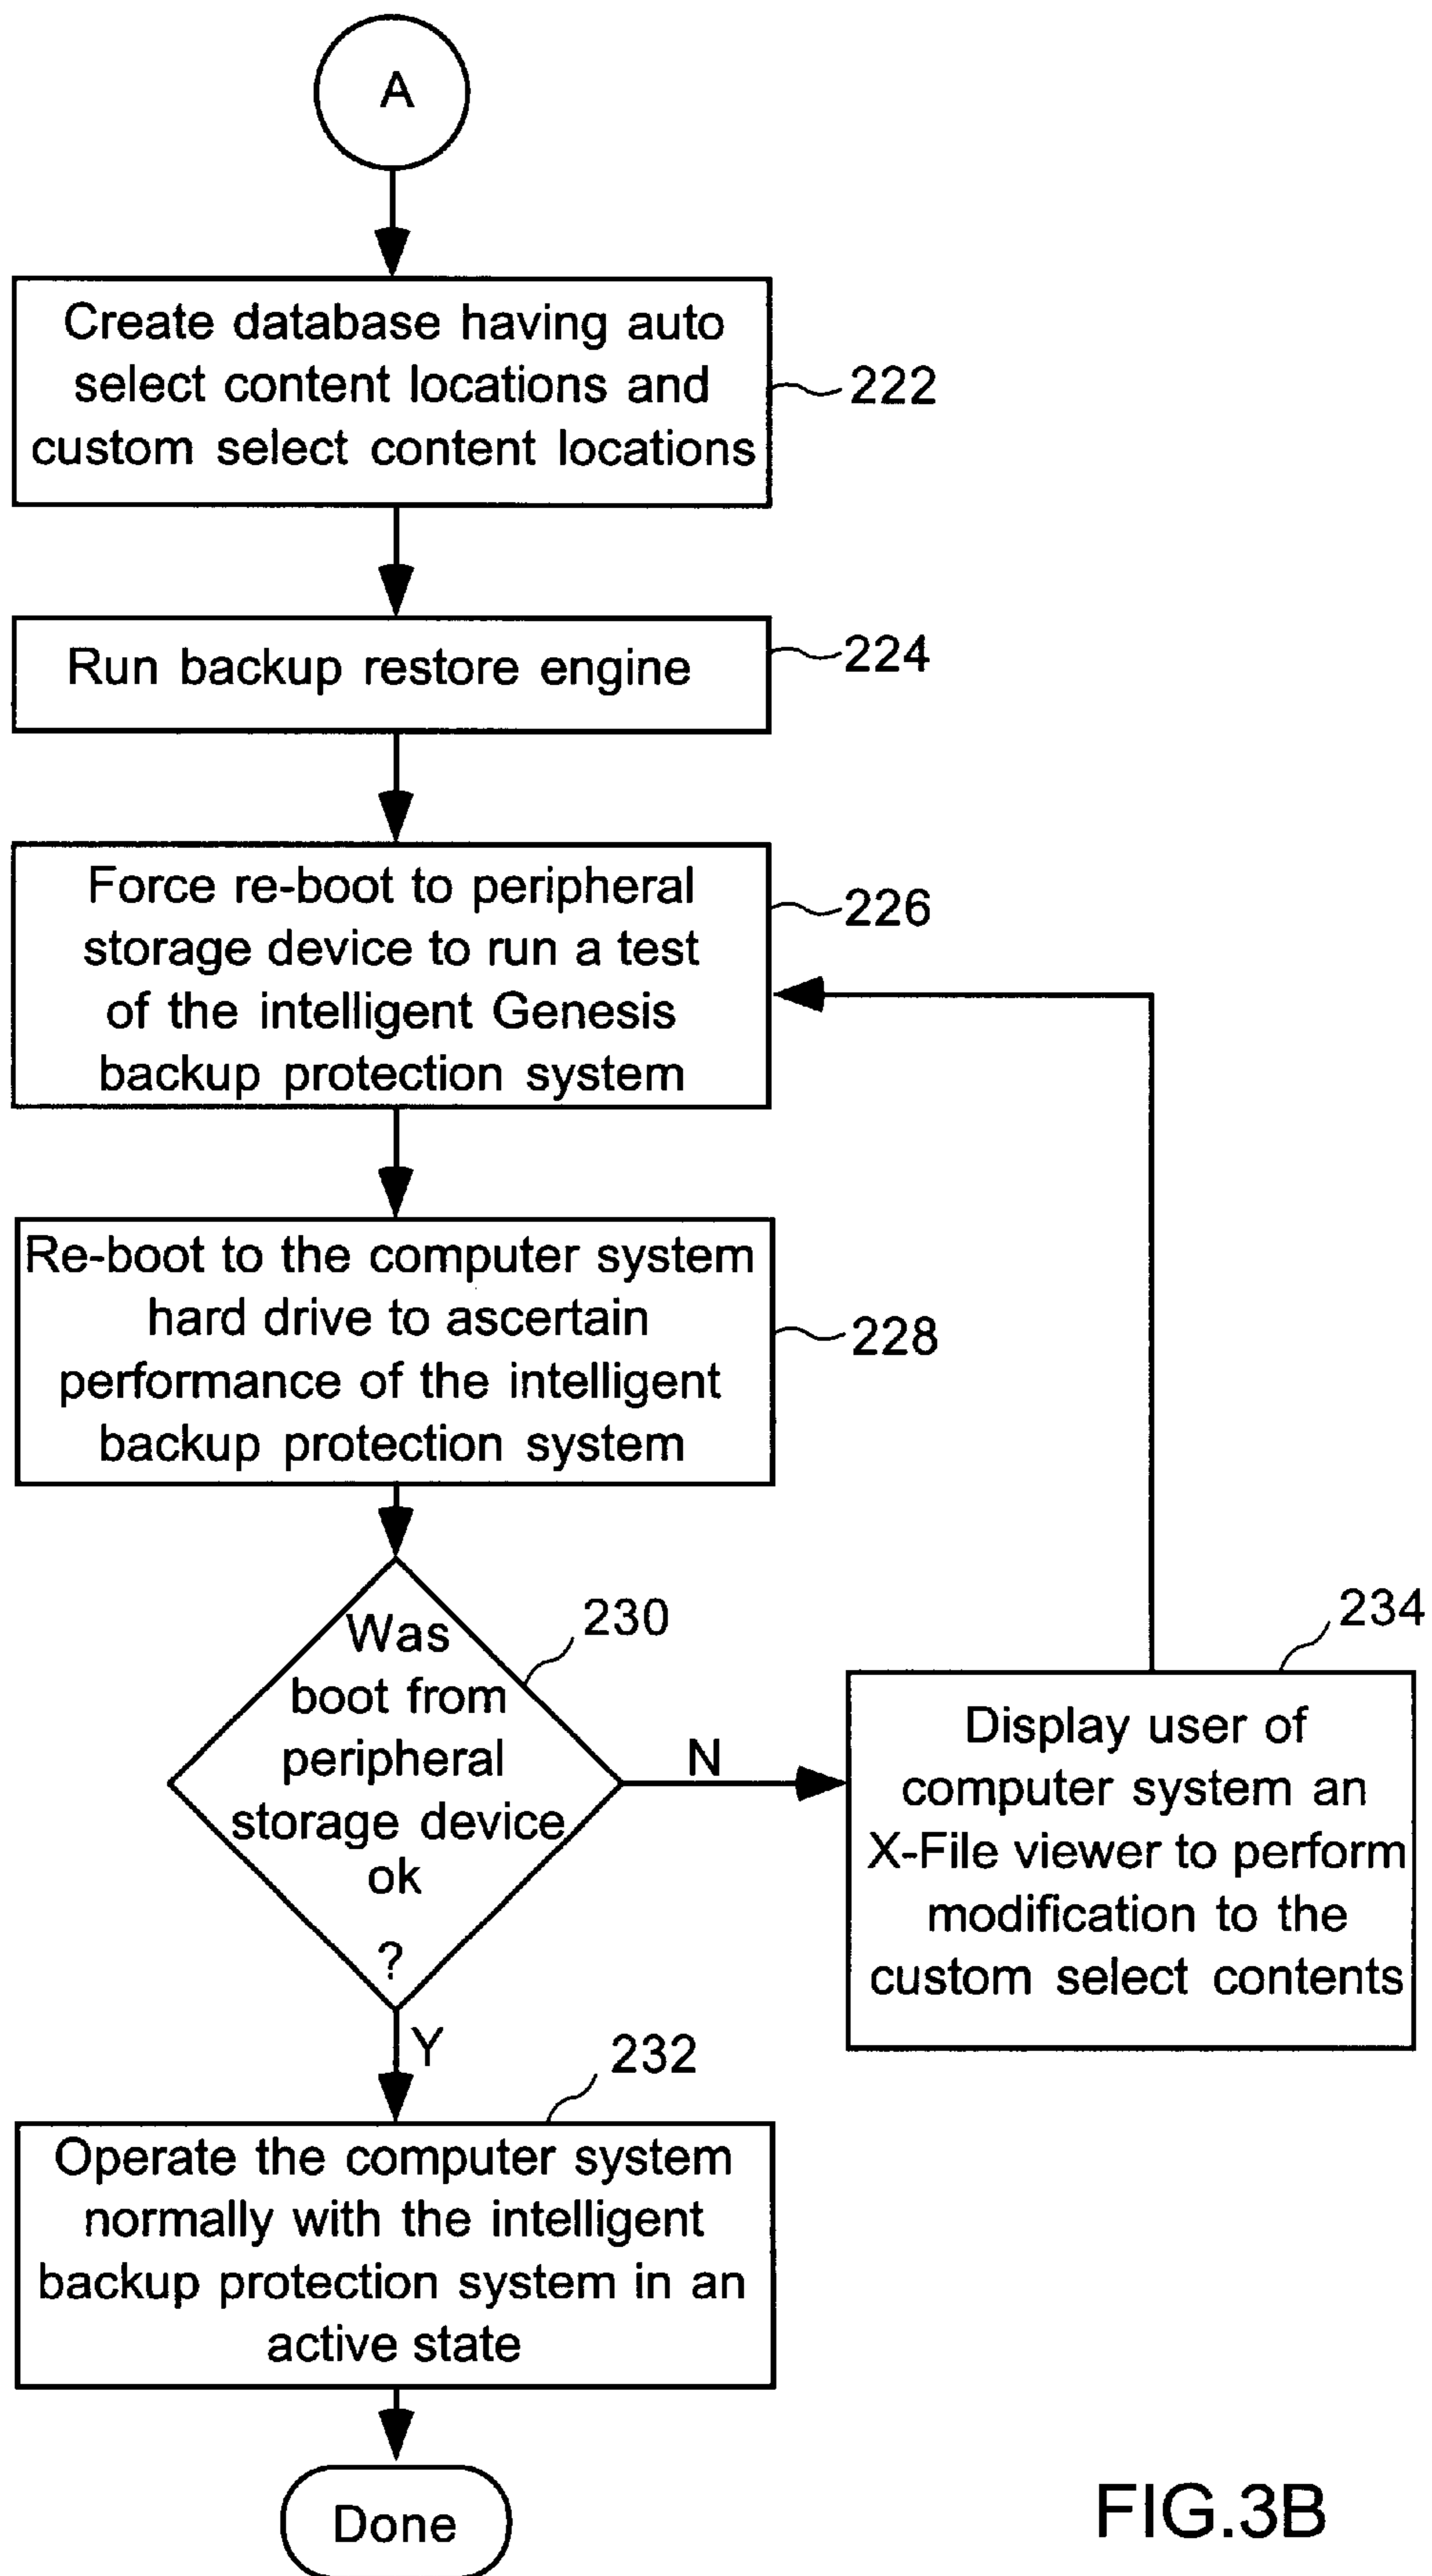 A
Create database having auto
select content locations and
custom select content locations
222
Run backup restore engine
224
Force re-boot to peripheral
storage device to run a test
of the intelligent Genesis
backup protection system
226
Re-boot to the computer system
hard drive to ascertain
performance of the intelligent
backup protection system
228
Was
boot from
peripheral
storage device
ok
?
230
N
234
Display user of
computer system an
X-File viewer to perform
modification to the
custom select contents
Y
232
Operate the computer system
normally with the intelligent
backup protection system in an
active state
Done
FIG.3B